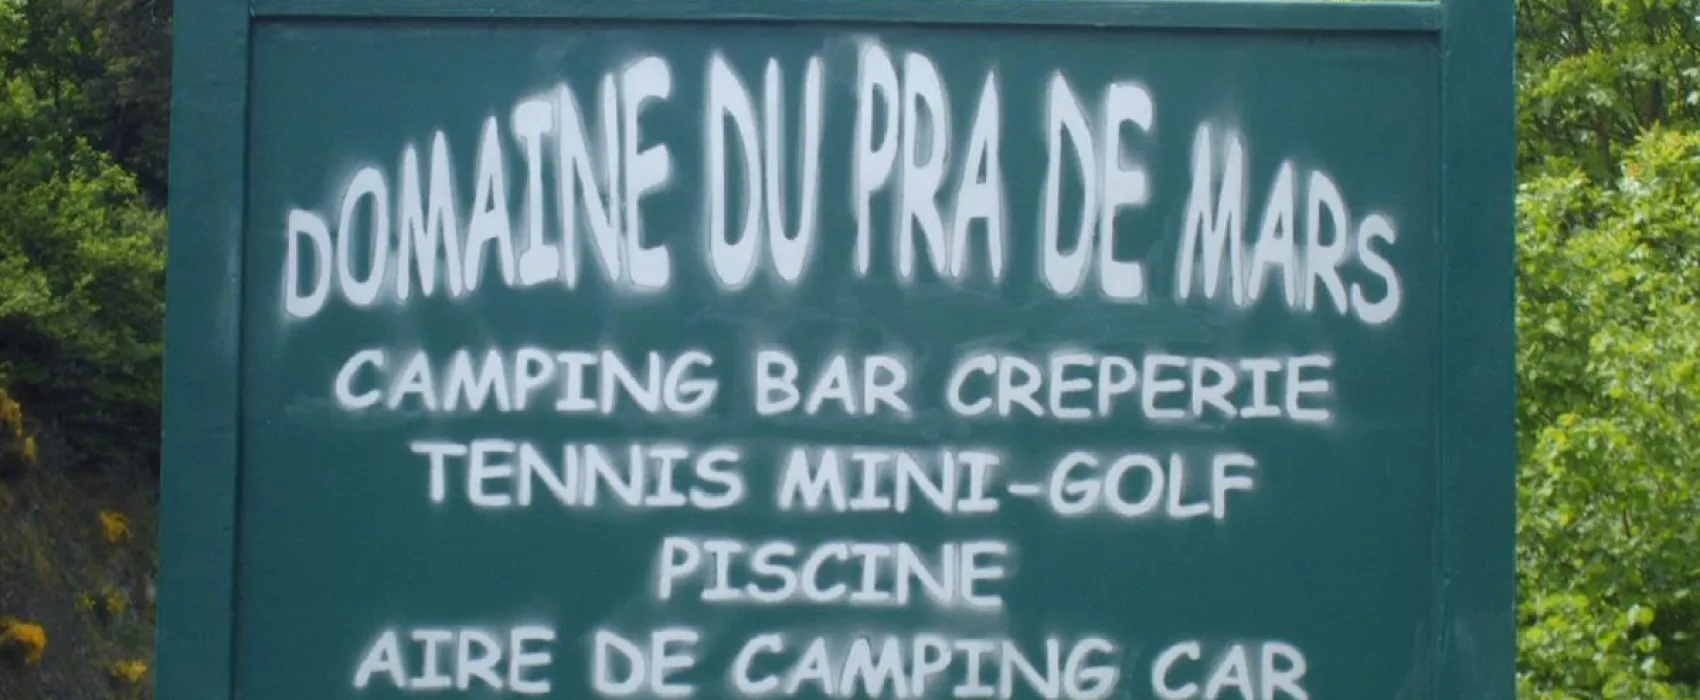 DOMAINE DU PRA DE MARS
CAMPING BAR CREPERIE
TENNIS MINI-GOLF
PISCINE
AIRE DE CAMPING CAR